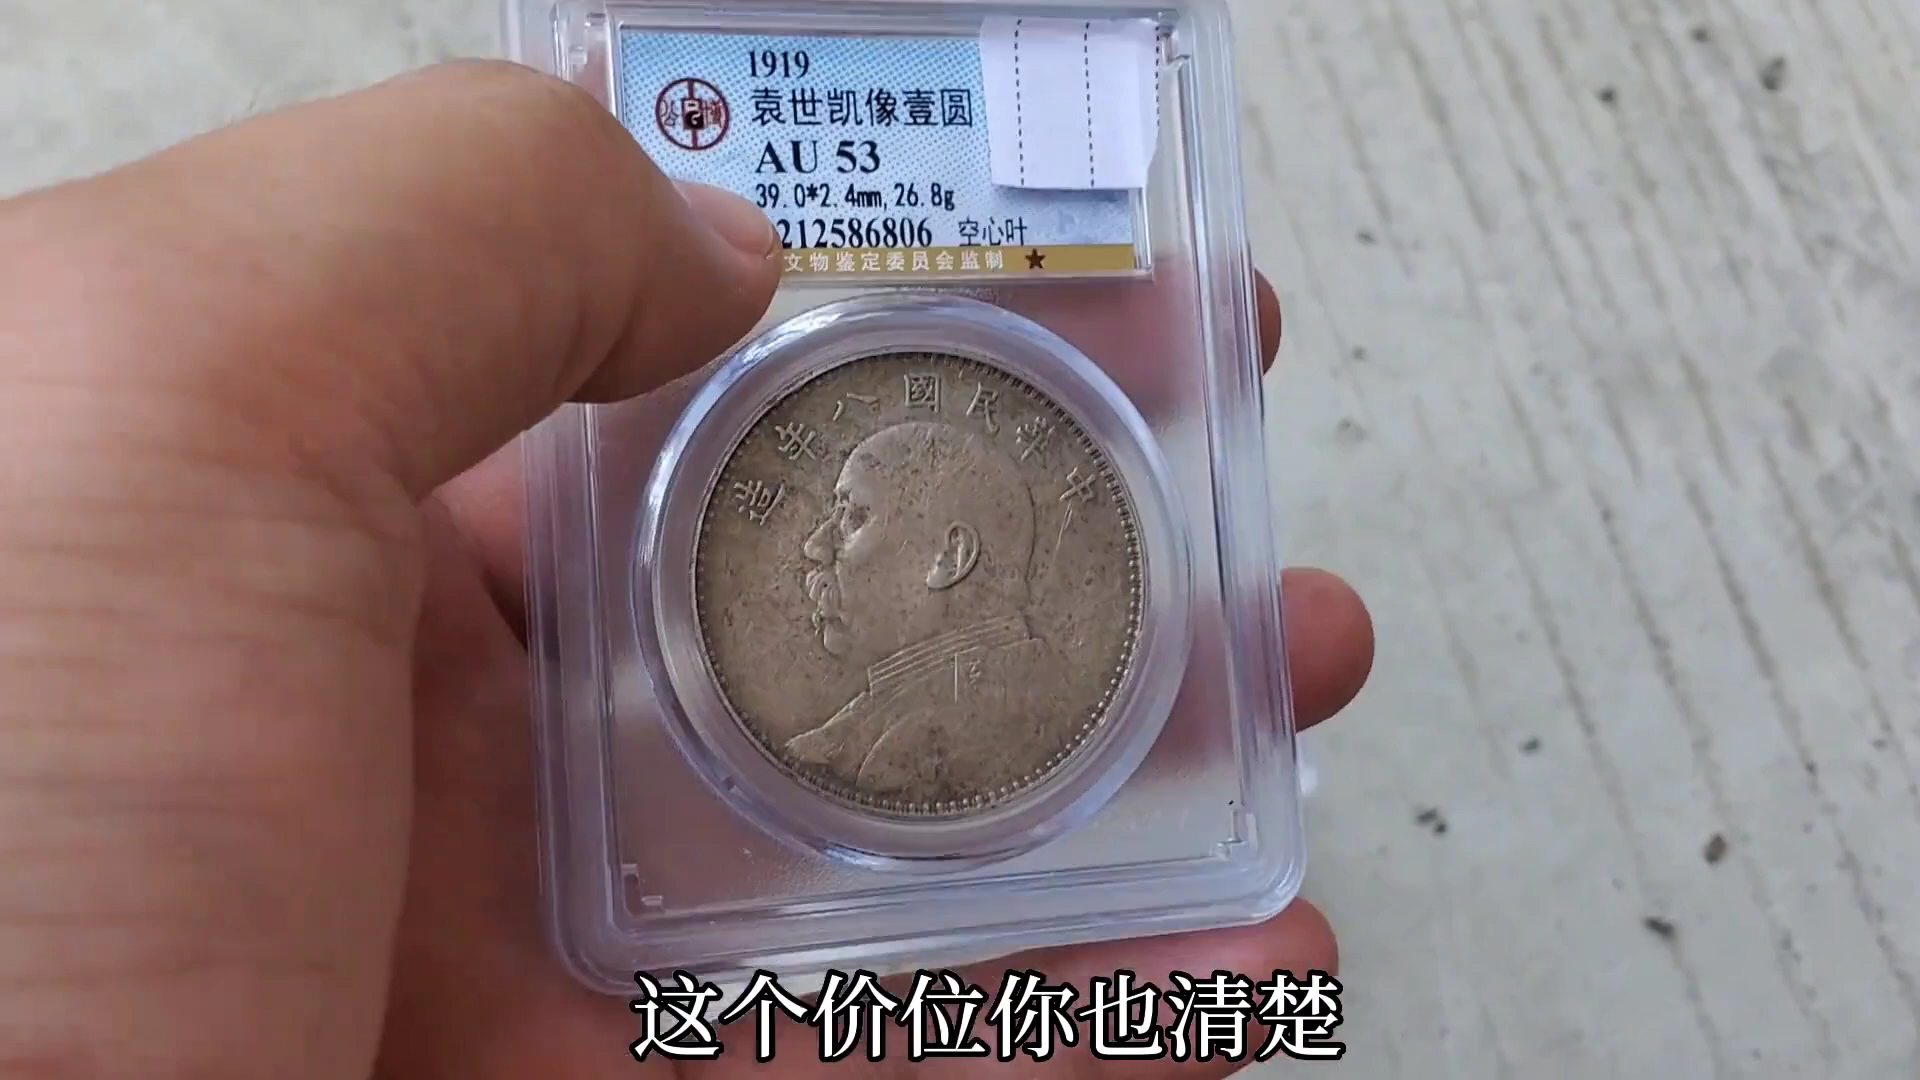 1919
袁世凯像壹圆
AU 53
39.0*2.4mm,26.8g
212586806 空心叶
文物鉴定委员会监制
造年八國民華中
这个价位你也清楚